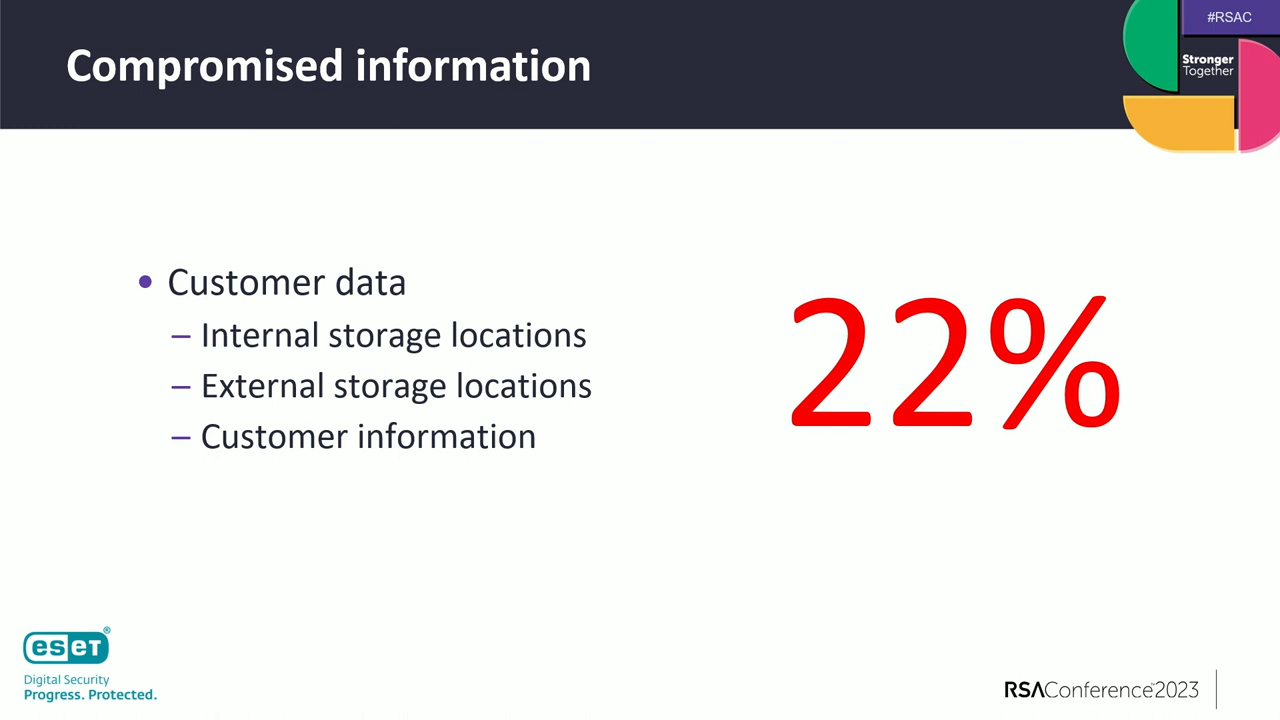 #RSAC
Compromised information
Stronger
Together
• Customer data
– Internal storage locations
– External storage locations
– Customer information
22%
eseT®
Digital Security
Progress. Protected.
RSAConference™2023